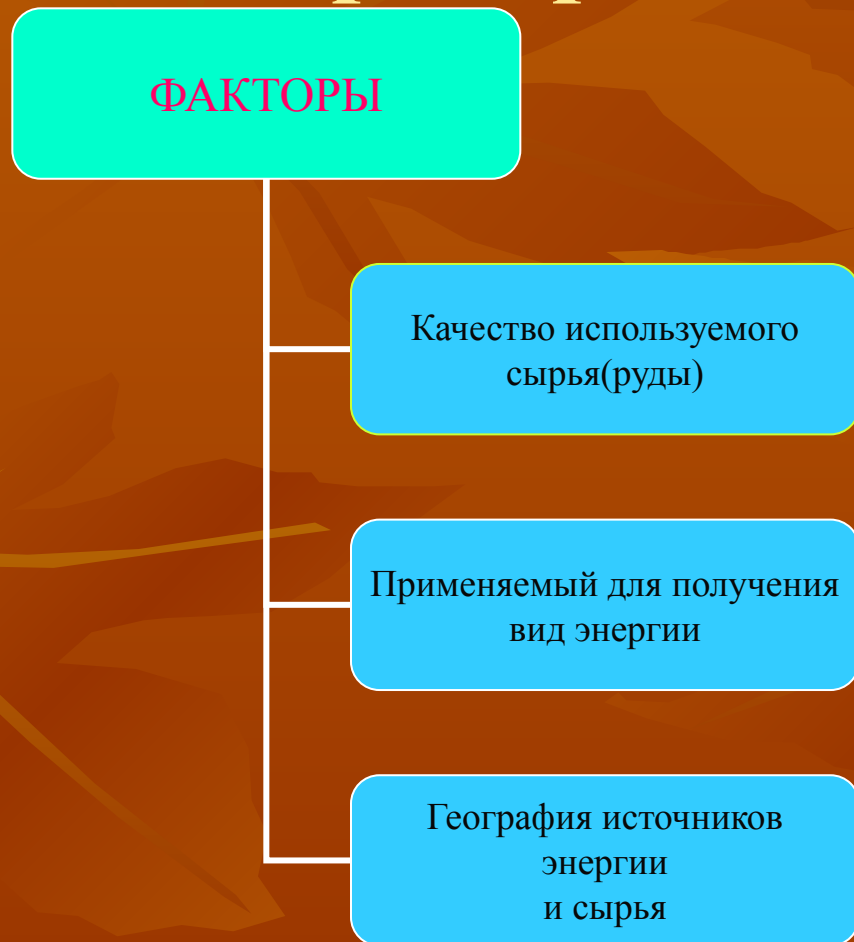 ФАКТОРЫ
Качество используемого
сырья(руды)
Применяемый для получения
вид энергии
География источников
энергии
и сырья